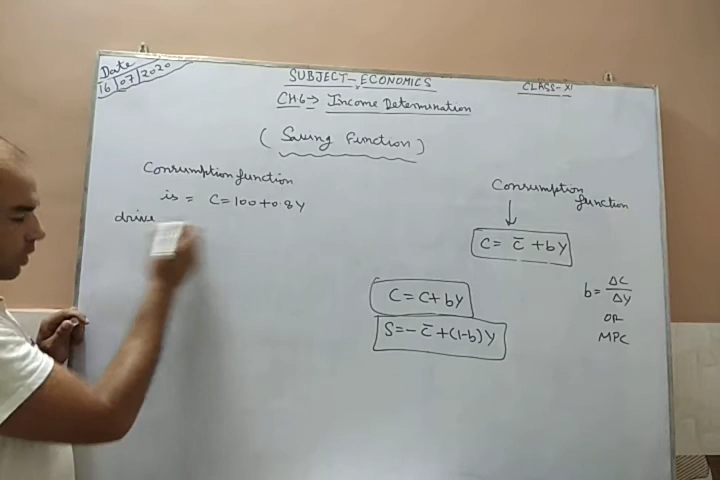 Date
16/07/2020
SUBJECT - ECONOMICS
CLASS - XI
CH6 → Income Determination
(Saving Function)
Consumption function
is = C=100+0.8Y
drive
Consumption
function
C= C̅ +bY
C=C+bY
S=-C̅+(1-b)Y
b=ΔC/ΔY
OR
MPC